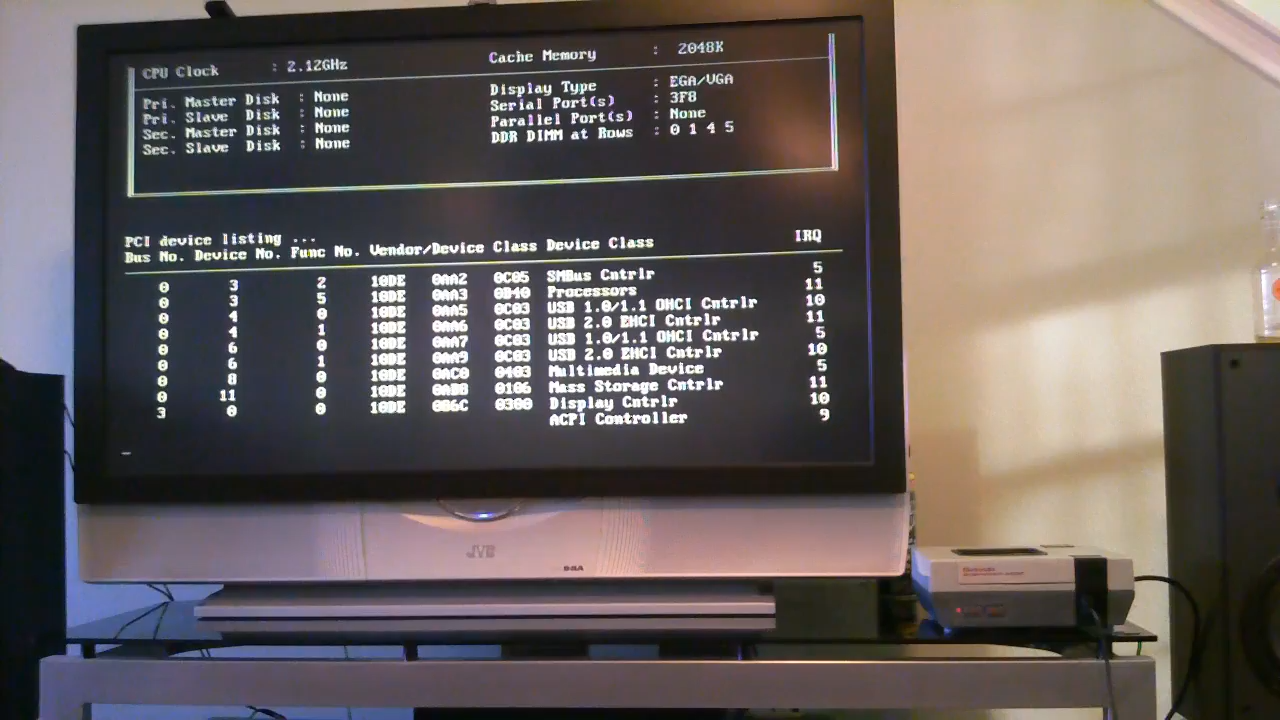 CPU Clock : 2.12GHz Cache Memory : 2048K
Pri. Master Disk : None Display Type : EGA/VGA
Pri. Slave Disk : None Serial Port(s) : 3F8
Sec. Master Disk : None Parallel Port(s) : None
Sec. Slave Disk : None DDR DIMM at Rows : 0 1 4 5
PCI device listing ...
Bus No. Device No. Func No. Vendor/Device Class Device Class IRQ
0 3 2 10DE 0AA2 0C05 SMBus Cntrlr 5
0 3 5 10DE 0AA3 0B40 Processors 11
0 4 0 10DE 0AA5 0C03 USB 1.0/1.1 OHCI Cntrlr 10
0 4 1 10DE 0AA6 0C03 USB 2.0 EHCI Cntrlr 11
0 6 0 10DE 0AA7 0C03 USB 1.0/1.1 OHCI Cntrlr 5
0 6 1 10DE 0AA9 0C03 USB 2.0 EHCI Cntrlr 10
0 8 0 10DE 0AC0 0403 Multimedia Device 5
0 11 0 10DE 0AB8 0106 Mass Storage Cntrlr 11
3 0 0 10DE 086C 0300 Display Cntrlr 10
ACPI Controller 9
JVC
D-ILA
Nintendo